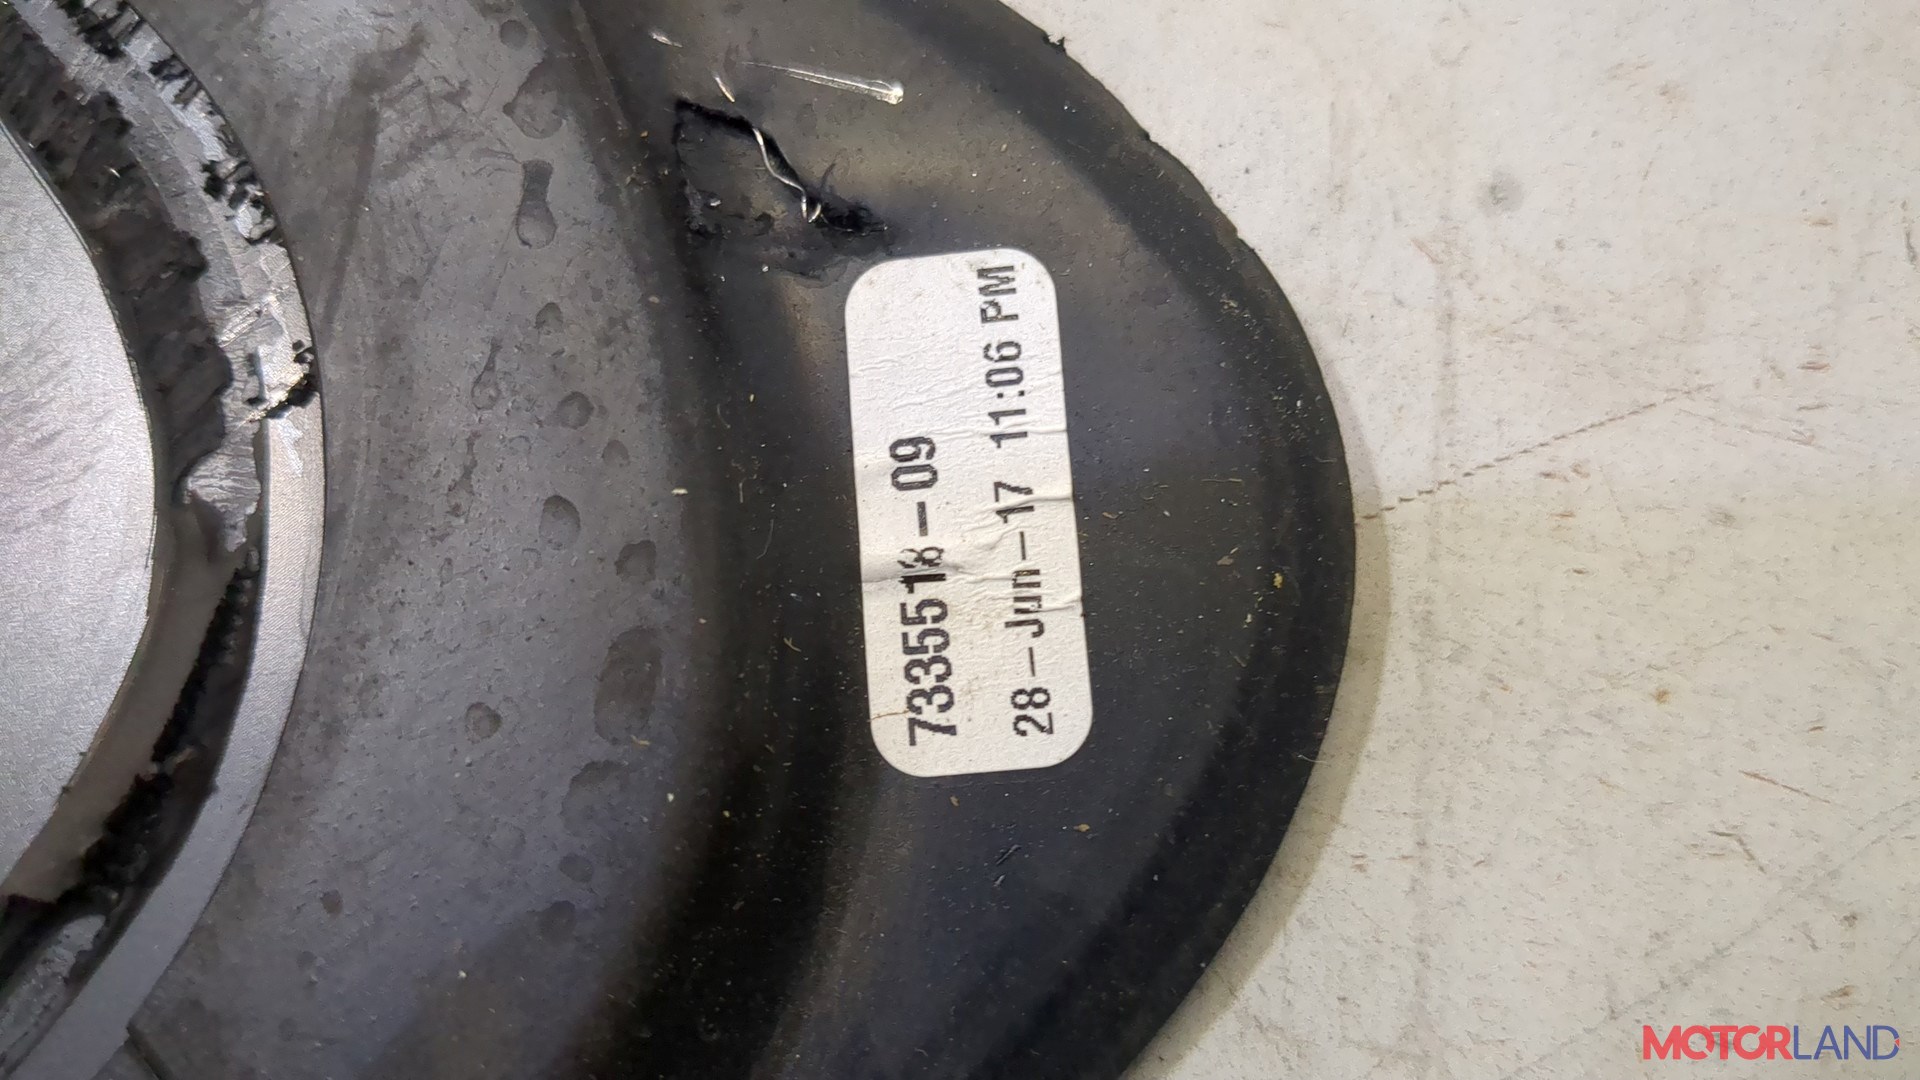 7335518-09
28-Jun-17 11:06 PM
MOTORLAND